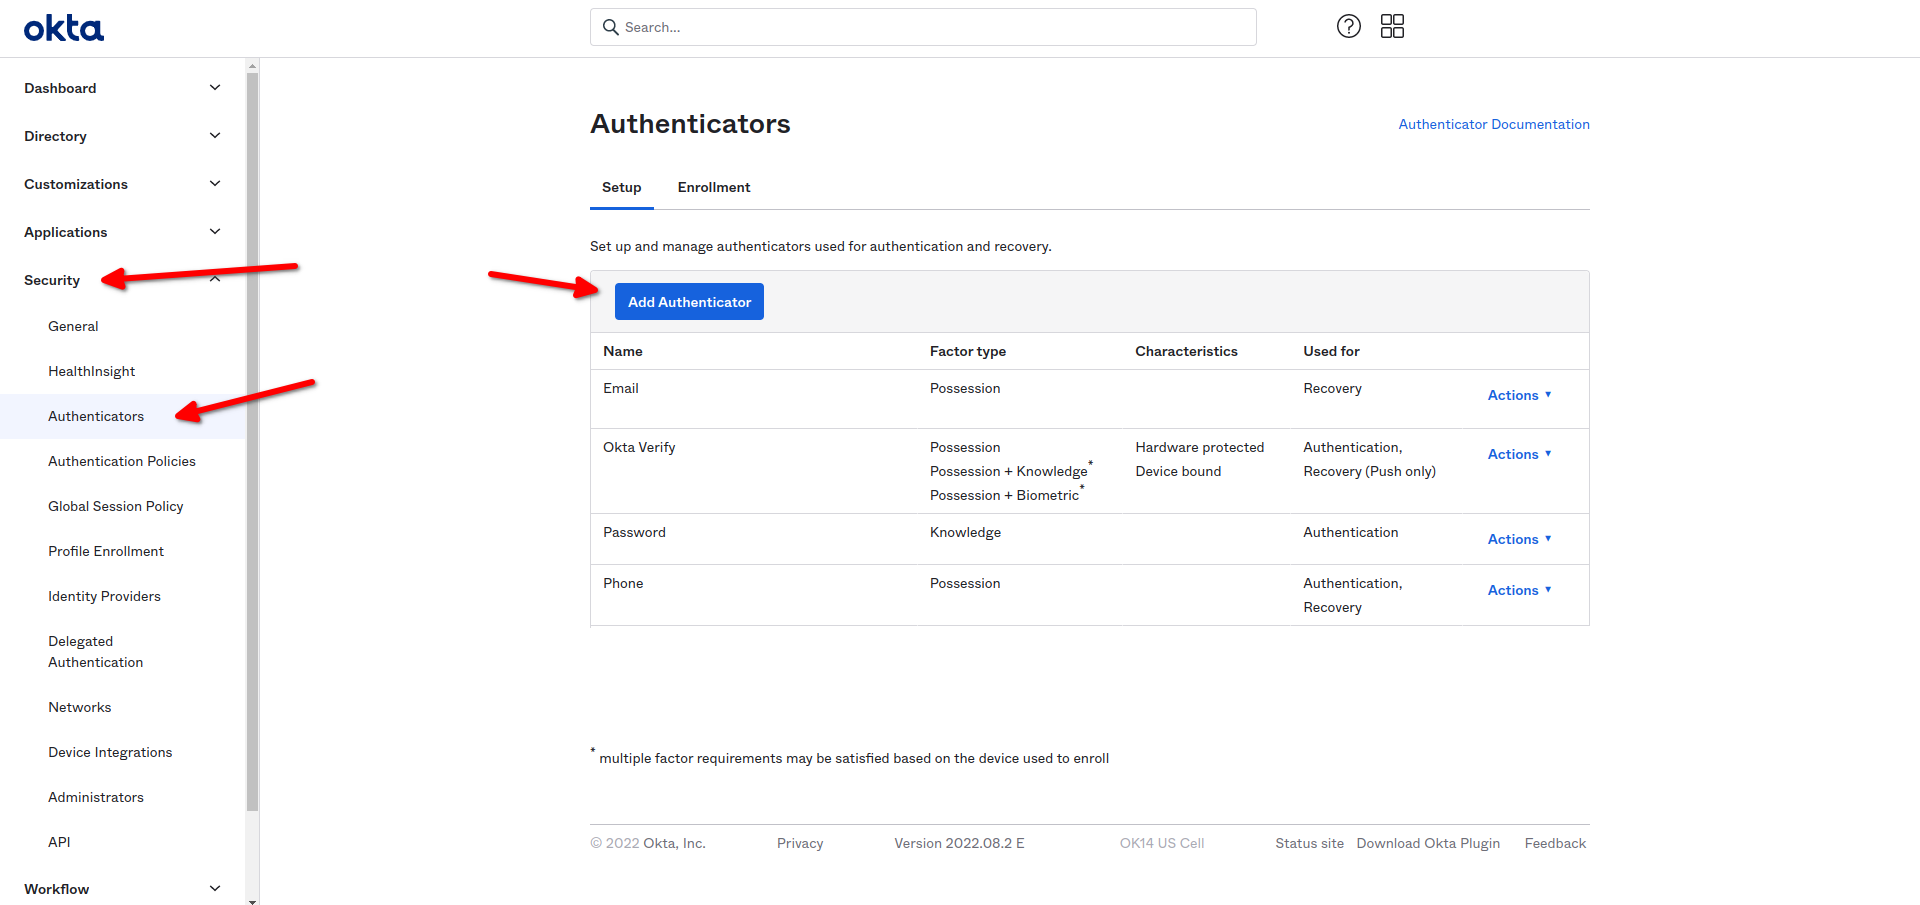 okta
Search...
Dashboard
Directory
Customizations
Applications
Security
General
HealthInsight
Authenticators
Authentication Policies
Global Session Policy
Profile Enrollment
Identity Providers
Delegated
Authentication
Networks
Device Integrations
Administrators
API
Workflow
Authenticators
Authenticator Documentation
Setup Enrollment
Set up and manage authenticators used for authentication and recovery.
Add Authenticator
Name Factor type Characteristics Used for
Email Possession Recovery Actions
Okta Verify Possession Hardware protected Authentication, Actions
Possession + Knowledge* Device bound Recovery (Push only)
Possession + Biometric*
Password Knowledge Authentication Actions
Phone Possession Authentication, Actions
Recovery
* multiple factor requirements may be satisfied based on the device used to enroll
© 2022 Okta, Inc. Privacy Version 2022.08.2 E OK14 US Cell Status site Download Okta Plugin Feedback